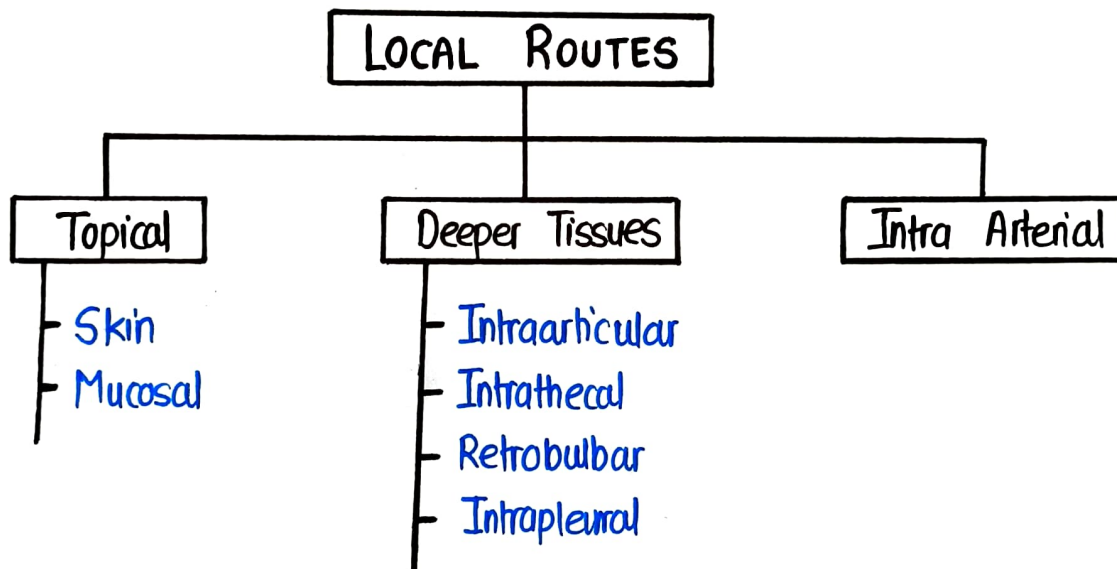 LOCAL ROUTES
Topical
Skin
Mucosal
Deeper Tissues
Intraarticular
Intrathecal
Retrobulbar
Intrapleural
Intra Arterial